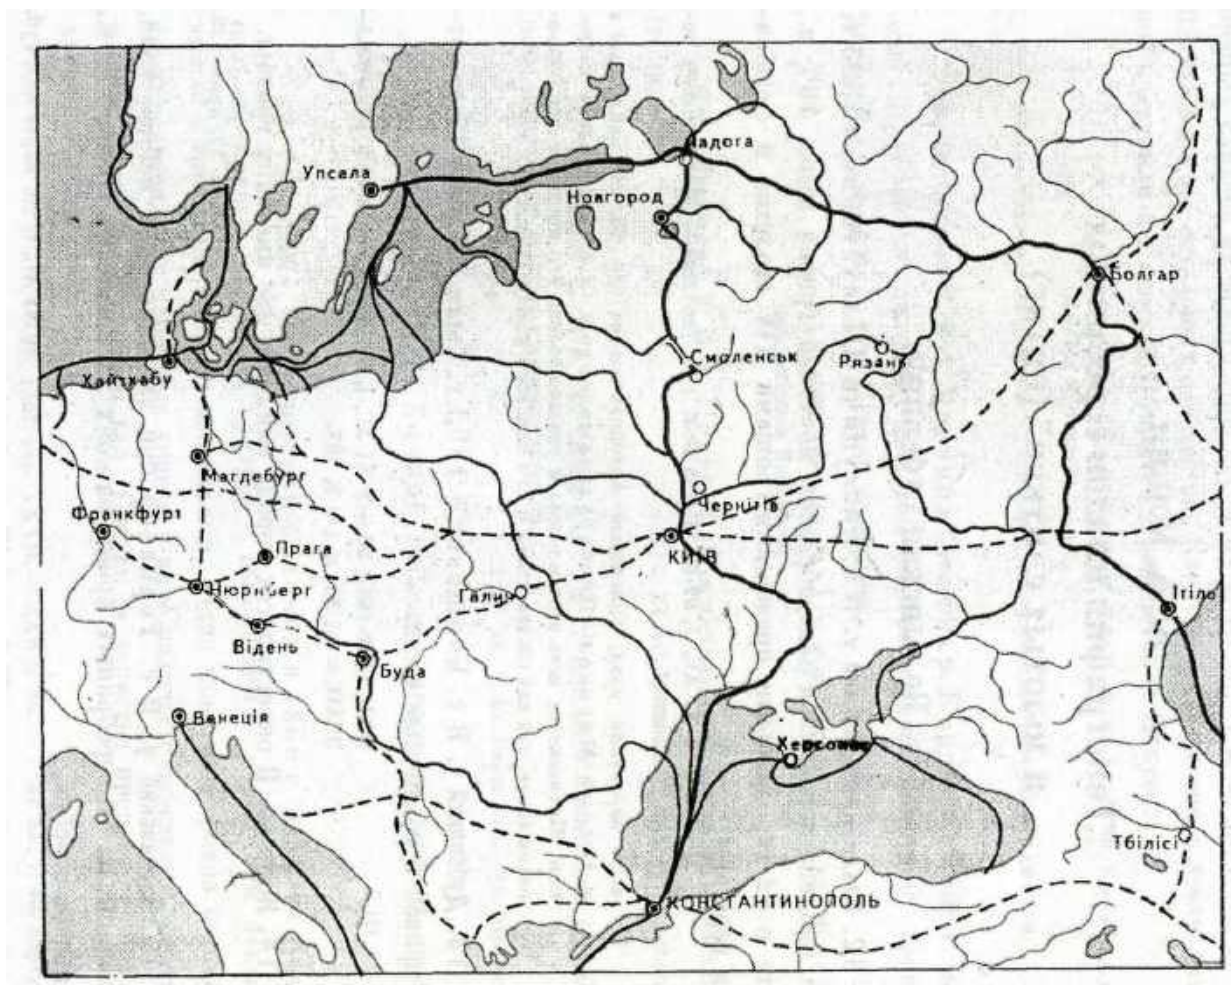 Ладога
Упсала
Новгород
Болгар
Смоленськ
Рязань
Хайтхабу
Магдебург
Чернігів
Франкфурт
КИЇВ
Прага
Нюрнберг
Галич
Ітіль
Відень
Буда
Венеція
Херсонес
Тбілісі
КОНСТАНТИНОПОЛЬ